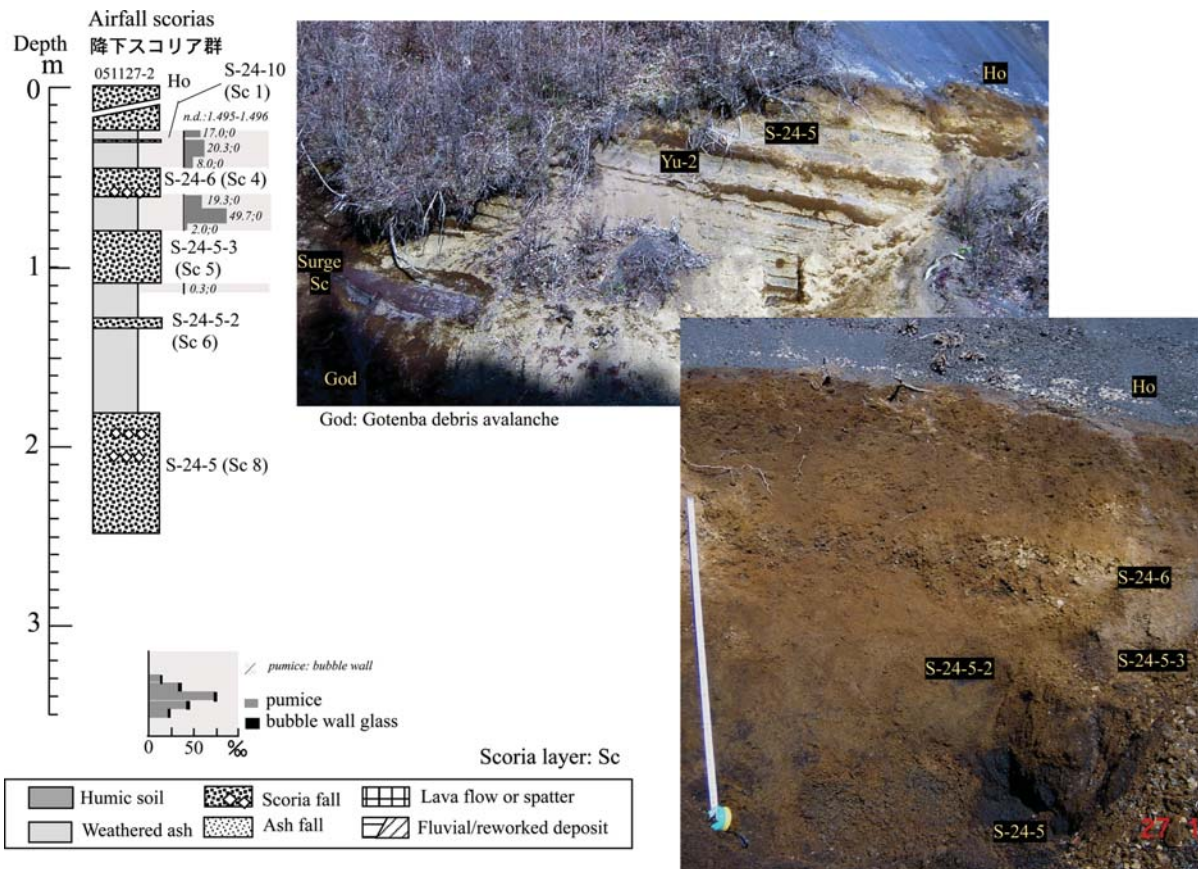 Airfall scorias
降下スコリア群
Depth
m
051127-2
Ho
S-24-10
(Sc 1)
n.d.:1.495-1.496
0
17.0;0
20.3;0
8.0;0
S-24-6 (Sc 4)
19.3;0
49.7;0
2.0;0
S-24-5-3
(Sc 5)
1
0.3;0
S-24-5-2
(Sc 6)
2
S-24-5 (Sc 8)
3
pumice: bubble wall
pumice
bubble wall glass
0 50 ‰
Ho
S-24-5
Yu-2
Surge
Sc
God
God: Gotenba debris avalanche
Ho
S-24-6
S-24-5-2
S-24-5-3
S-24-5
27
Scoria layer: Sc
Humic soil
Scoria fall
Lava flow or spatter
Weathered ash
Ash fall
Fluvial/reworked deposit